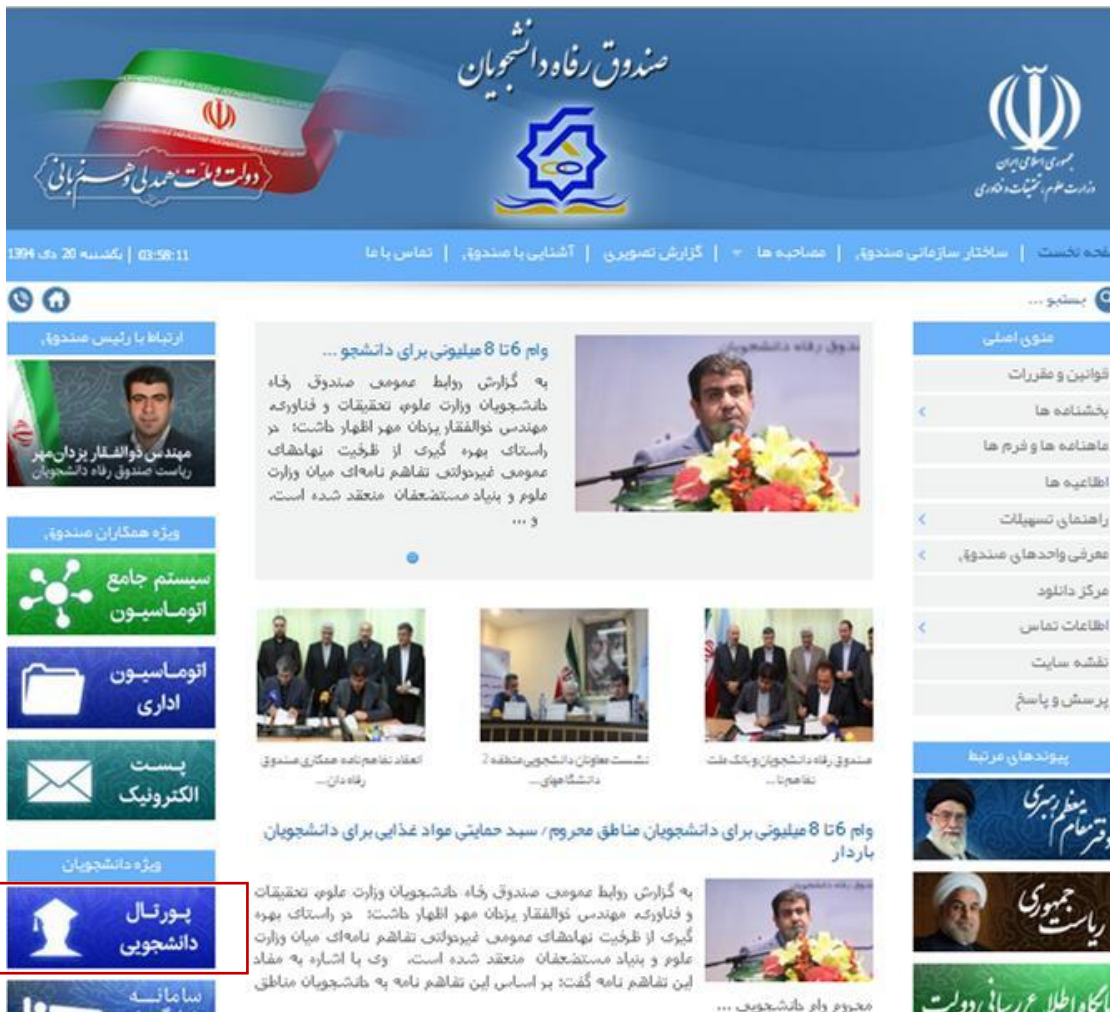 صندوق رفاه دانشجویان
جمهوری اسلامی ایران
وزارت علوم، تحقیقات و فناوری
دولت و ملت، همدلی و همزبانی
صفحه نخست | ساختار سازمانی صندوق | مصاحبه ها | گزارش تصویری | آشنایی با صندوق | تماس با ما
03:58:11 | یکشنبه 20 دی 1394
جستجو ...
منوی اصلی
قوانین و مقررات
بخشنامه ها
ماهنامه ها و فرم ها
اطلاعیه ها
راهنمای تسهیلات
معرفی واحدهای صندوق
مرکز دانلود
اطلاعات تماس
نقشه سایت
پرسش و پاسخ
پیوندهای مرتبط
دفتر مقام معظم رهبری
ریاست جمهوری
پایگاه اطلاع رسانی دولت
صندوق رفاه دانشجویان
وام 6 تا 8 میلیونی برای دانشجو ...
به گزارش روابط عمومی صندوق رفاه
دانشجویان وزارت علوم، تحقیقات و فناوری،
مهندس ذوالفقار یزدان مهر اظهار داشت: در
راستای بهره گیری از ظرفیت نهادهای
عمومی غیردولتی تفاهم نامه‌ای میان وزارت
علوم و بنیاد مستضعفان منعقد شده است.
و ...
صندوق رفاه دانشجویان و بانک ملت
تفاهم نا ...
نشست معاونان دانشجویی منطقه 2
دانشگاههای ...
انعقاد تفاهم نامه همکاری صندوق
رفاه دان ...
وام 6 تا 8 میلیونی برای دانشجویان مناطق محروم/ سبد حمایتی مواد غذایی برای دانشجویان
باردار
به گزارش روابط عمومی صندوق رفاه دانشجویان وزارت علوم، تحقیقات
و فناوری، مهندس ذوالفقار یزدان مهر اظهار داشت: در راستای بهره
گیری از ظرفیت نهادهای عمومی غیردولتی تفاهم نامه‌ای میان وزارت
علوم و بنیاد مستضعفان منعقد شده است. وی با اشاره به مفاد
این تفاهم نامه گفت: بر اساس این تفاهم نامه به دانشجویان مناطق
محروم وام دانشجویی ...
ارتباط با رئیس صندوق
مهندس ذوالفقار یزدان‌مهر
ریاست صندوق رفاه دانشجویان
ویژه همکاران صندوق
سیستم جامع
اتوماسیون
اتوماسیون
اداری
پست
الکترونیک
ویژه دانشجویان
پورتال
دانشجویی
سامانه